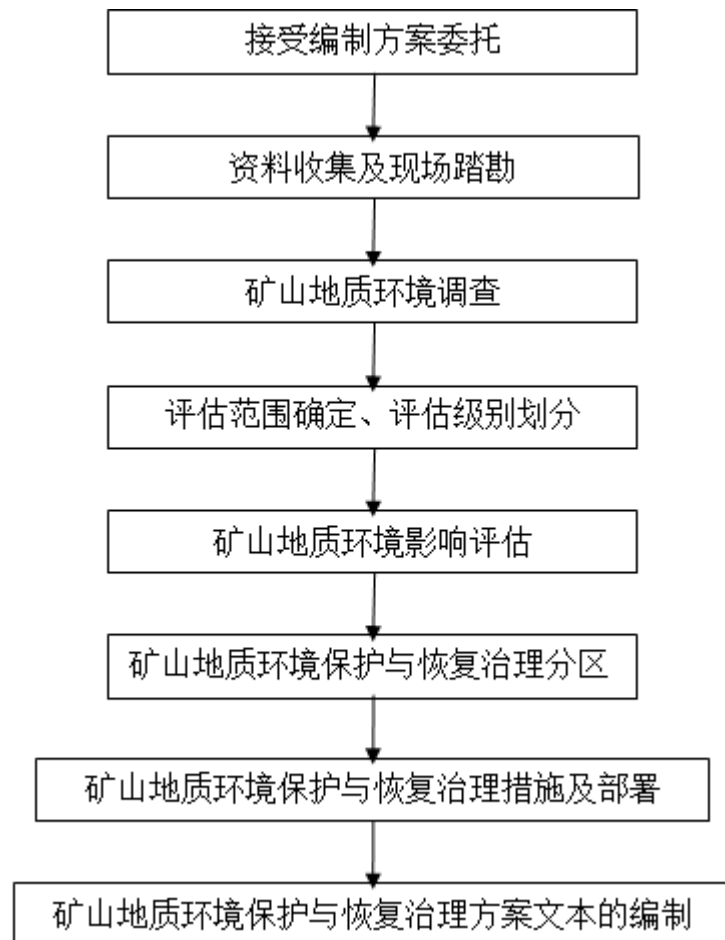 接受编制方案委托
资料收集及现场踏勘
矿山地质环境调查
评估范围确定、评估级别划分
矿山地质环境影响评估
矿山地质环境保护与恢复治理分区
矿山地质环境保护与恢复治理措施及部署
矿山地质环境保护与恢复治理方案文本的编制